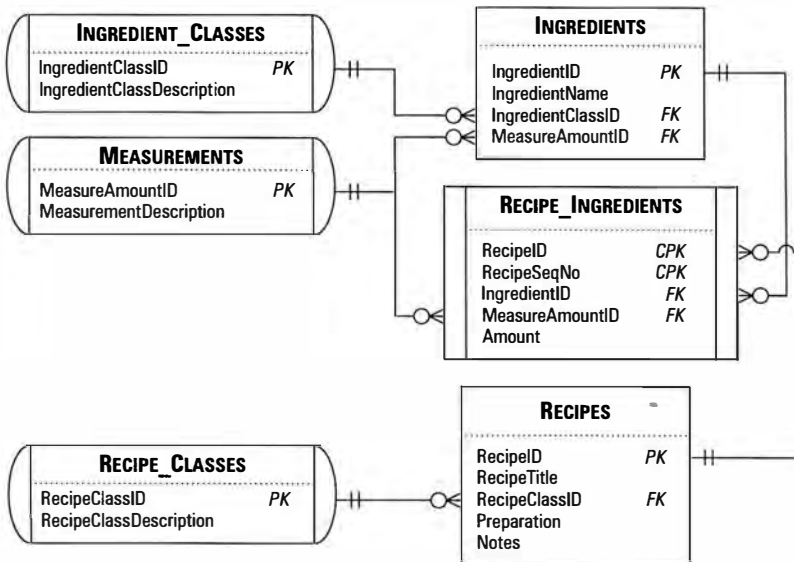 INGREDIENT_CLASSES
IngredientClassID PK
IngredientClassDescription
INGREDIENTS
IngredientID PK
IngredientName
IngredientClassID FK
MeasureAmountID FK
MEASUREMENTS
MeasureAmountID PK
MeasurementDescription
RECIPE_INGREDIENTS
RecipeID CPK
RecipeSeqNo CPK
IngredientID FK
MeasureAmountID FK
Amount
RECIPES
RecipeID PK
RecipeTitle
RecipeClassID FK
Preparation
Notes
RECIPE_CLASSES
RecipeClassID PK
RecipeClassDescription